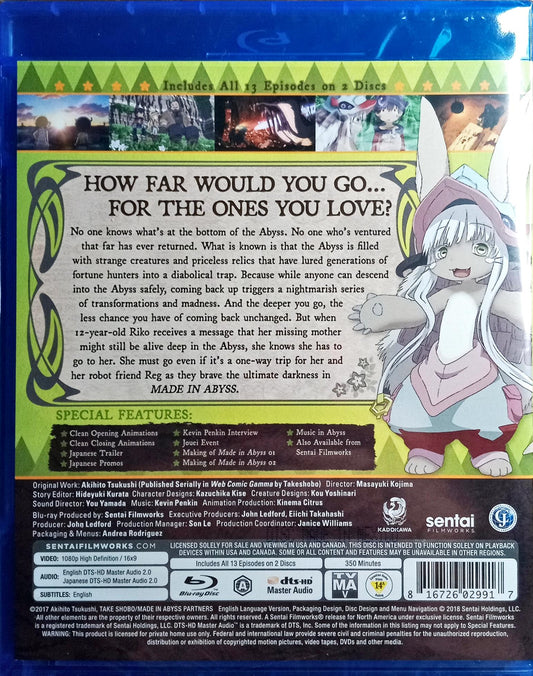 Includes All 13 Episodes on 2 Discs
HOW FAR WOULD YOU GO...
FOR THE ONES YOU LOVE?
No one knows what's at the bottom of the Abyss. No one who's ventured
that far has ever returned. What is known is that the Abyss is filled
with strange creatures and priceless relics that have lured generations of
fortune hunters into a diabolical trap. Because while anyone can descend
into the Abyss safely, coming back up triggers a nightmarish series
of transformations and madness. And the deeper you go, the
less chance you have of coming back unchanged. But when
12-year-old Riko receives a message that her missing mother
might still be alive deep in the Abyss, she knows she has to
go to her. She must go even if it's a one-way trip for her and
her robot friend Reg as they brave the ultimate darkness in
MADE IN ABYSS.
SPECIAL FEATURES:
★ Clean Opening Animations
★ Clean Closing Animations
★ Japanese Trailer
★ Japanese Promos
★ Kevin Penkin Interview
★ Jouei Event
★ Making of Made in Abyss 01
★ Making of Made in Abyss 02
★ Music in Abyss
★ Also Available from
Sentai Filmworks
Original Work: Akihito Tsukushi (Published Serially in Web Comic Gamma by Takeshobo) Director: Masayuki Kojima
Story Editor: Hideyuki Kurata Character Designs: Kazuchika Kise Creature Designs: Kou Yoshinari
Sound Director: You Yamada Music: Kevin Penkin Animation Production: Kinema Citrus
Blu-ray Produced by: Sentai Filmworks Executive Producers: John Ledford, Eiichi Takahashi
Producer: John Ledford Production Manager: Son Le Production Coordinator: Janice Williams
Packaging & Menus: Andrea Rodriguez
KADOKAWA
sentai
FILMWORKS
SENTAIFILMWORKS.COM
LICENSED SOLELY FOR SALE AND VIEWING IN USA AND CANADA. THIS DISC IS INTENDED TO FUNCTION SOLELY ON PLAYBACK
DEVICES WITHIN USA AND CANADA. SOME OR ALL CONTENT AND FEATURES MAY BE UNAVAILABLE IN OTHER REGIONS.
VIDEO: 1080p High Definition / 16x9
AUDIO: English DTS-HD Master Audio 2.0
Japanese DTS-HD Master Audio 2.0
SUBTITLES: English
Includes All 13 Episodes on 2 Discs
350 Minutes
Blu-ray Disc
dts-HD
Master Audio
TV
MA
14+
8 16726 02991 7
©2017 Akihito Tsukushi, TAKE SHOBO/MADE IN ABYSS PARTNERS English Language Version, Packaging Design, Disc Design and Menu Navigation © 2018 Sentai Holdings, LLC.
All other elements are the property of their respective owners. All rights reserved. A Sentai Filmworks® release for North America under exclusive license. Sentai Filmworks
is a registered trademark of Sentai Holdings, LLC. DTS-HD Master Audio™ is a trademark of DTS, Inc. Some of the information listed may not apply to Special Features.
WARNING: This product is for home viewing only. Federal and international law provide severe civil and criminal penalties for the unauthorized reproduction,
distribution or exhibition of copyrighted motion pictures, video tapes, DVDs and other media.